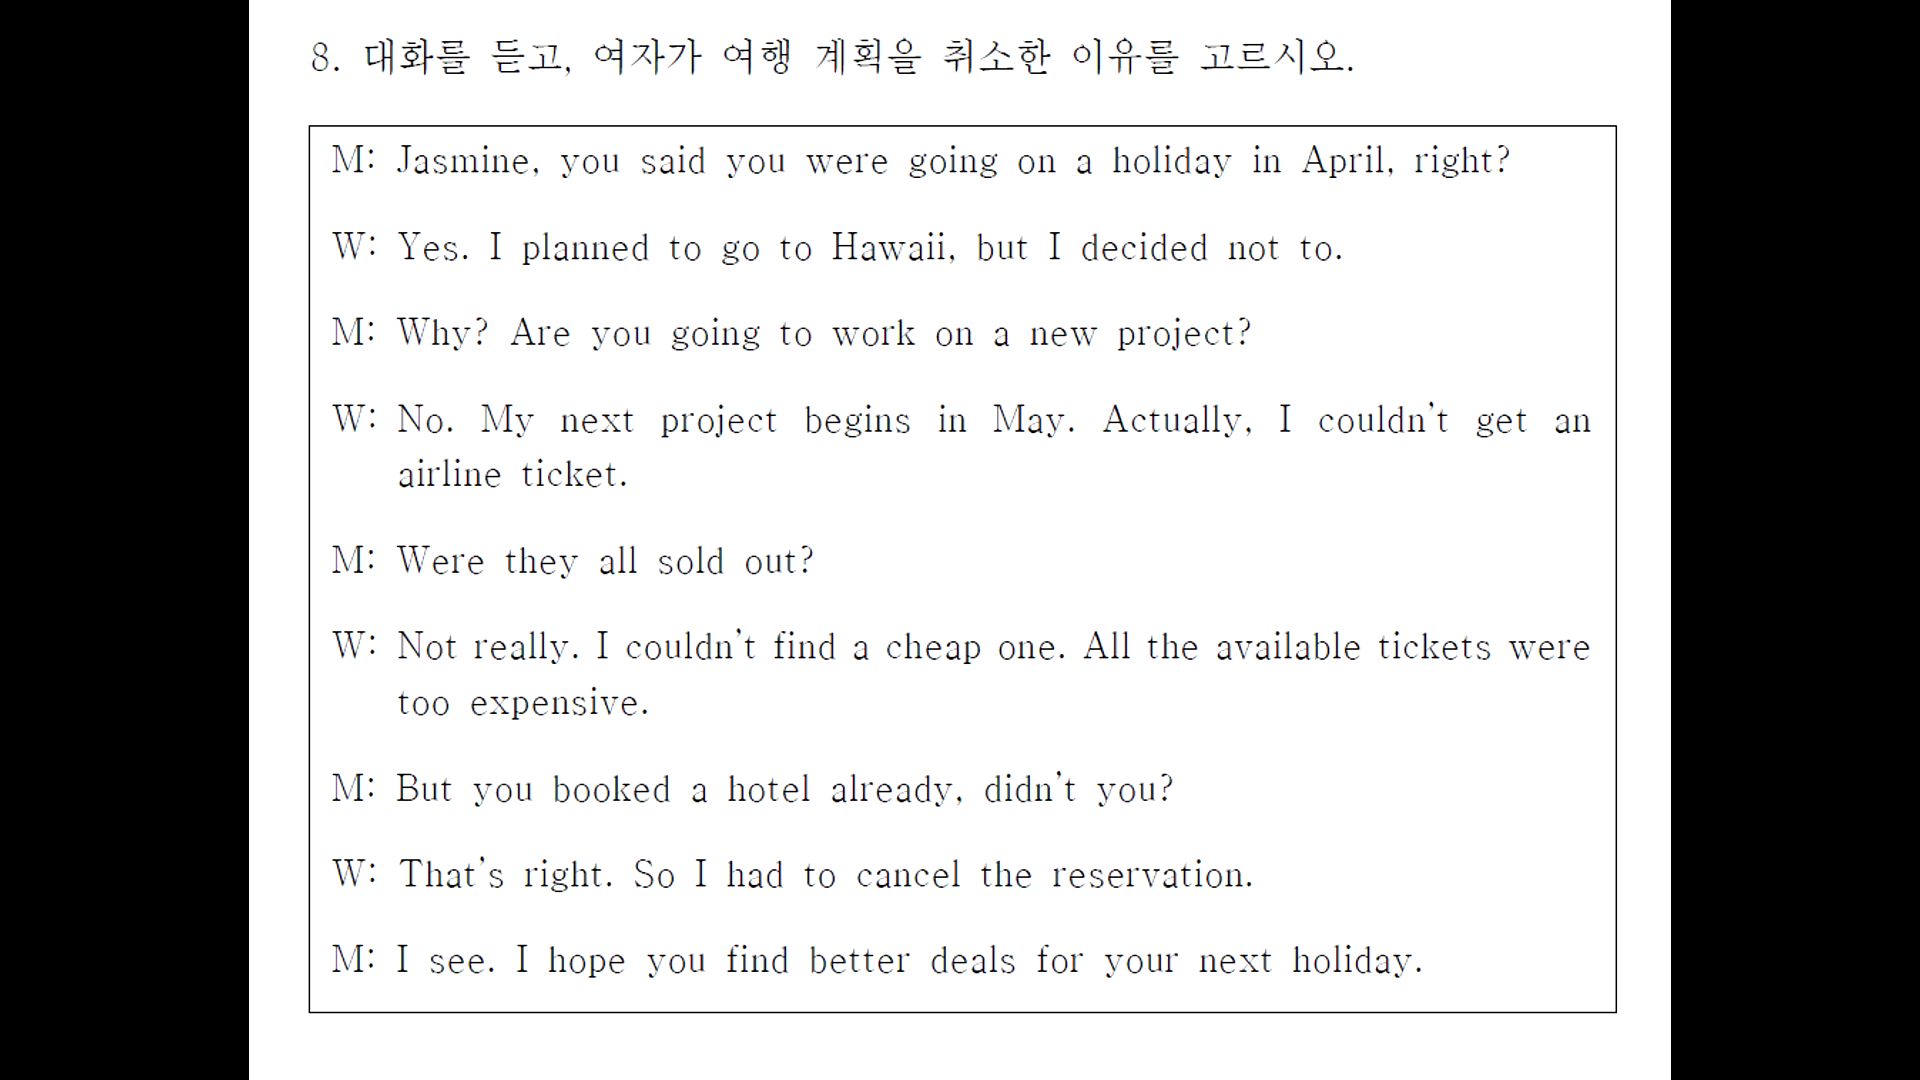 8. 대화를 듣고, 여자가 여행 계획을 취소한 이유를 고르시오.
M: Jasmine, you said you were going on a holiday in April, right?
W: Yes. I planned to go to Hawaii, but I decided not to.
M: Why? Are you going to work on a new project?
W: No. My next project begins in May. Actually, I couldn't get an
airline ticket.
M: Were they all sold out?
W: Not really. I couldn't find a cheap one. All the available tickets were
too expensive.
M: But you booked a hotel already, didn't you?
W: That's right. So I had to cancel the reservation.
M: I see. I hope you find better deals for your next holiday.